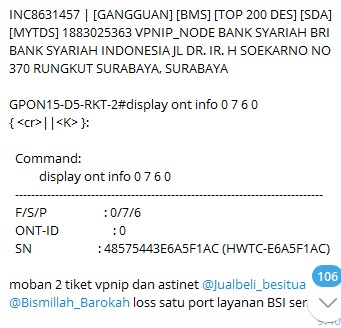 INC8631457 | [GANGGUAN] [BMS] [TOP 200 DES] [SDA]
[MYTDS] 1883025363 VPNIP_NODE BANK SYARIAH BRI
BANK SYARIAH INDONESIA JL DR. IR. H SOEKARNO NO
370 RUNGKUT SURABAYA, SURABAYA
GPON15-D5-RKT-2#display ont info 0 7 6 0
{ <cr>||<K> }:
Command:
display ont info 0 7 6 0
--------------------------------------------------------------------------
F/S/P : 0/7/6
ONT-ID : 0
SN : 48575443E6A5F1AC (HWTC-E6A5F1AC)
106
moban 2 tiket vpnip dan astinet @Jualbeli_besitua
@Bismillah_Barokah loss satu port layanan BSI